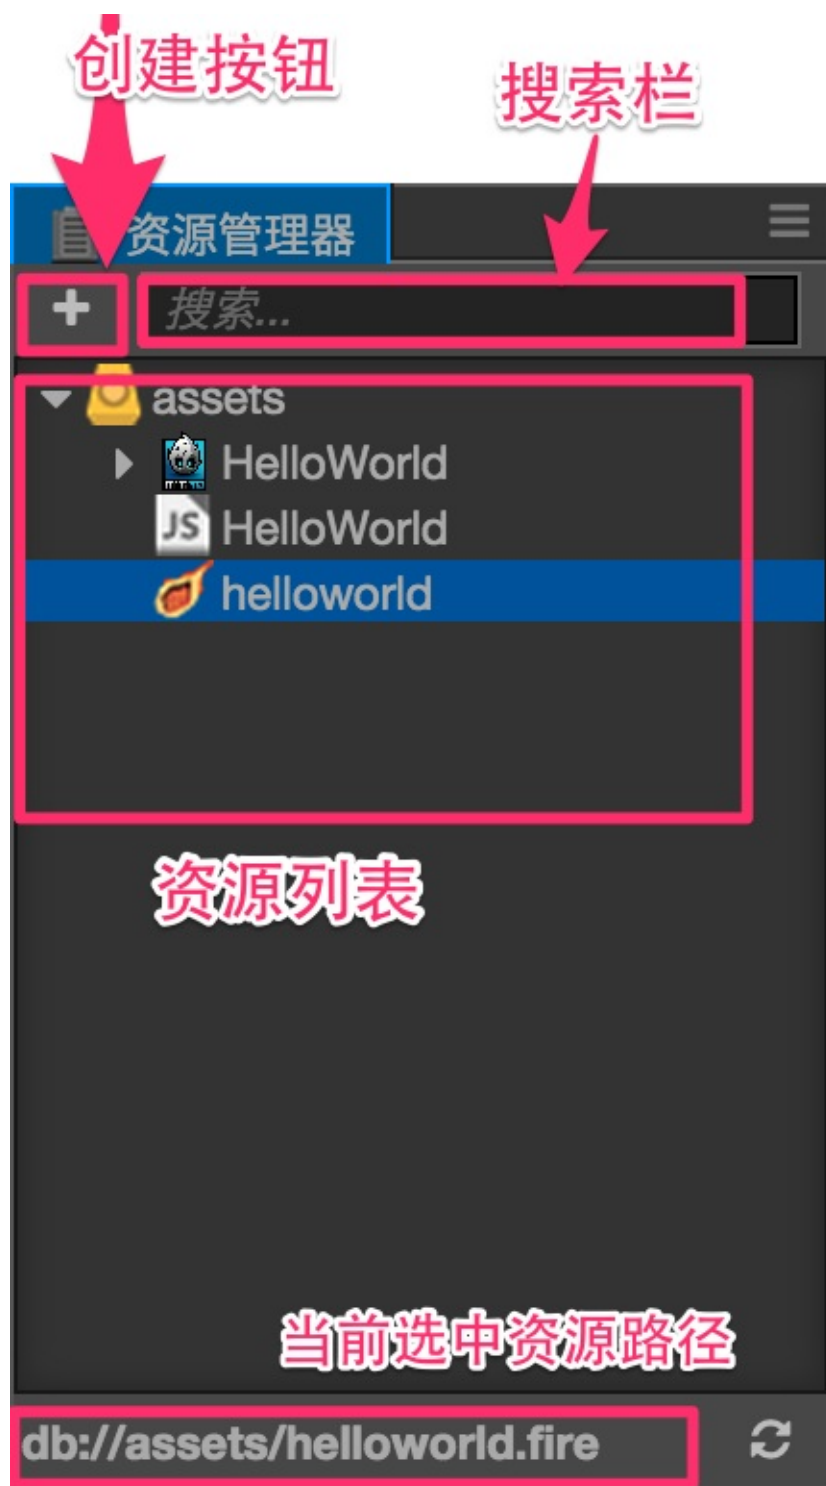 创建按钮
搜索栏
资源管理器
搜索...
assets
HelloWorld
JS HelloWorld
helloworld
资源列表
当前选中资源路径
db://assets/helloworld.fire